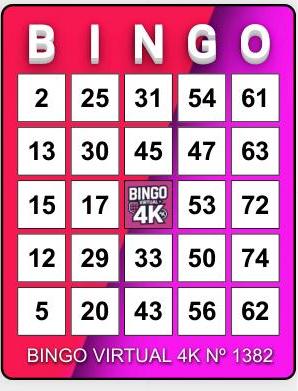 B I N G O
2 25 31 54 61
13 30 45 47 63
15 17 BINGO VIRTUAL 4K 53 72
12 29 33 50 74
5 20 43 56 62
BINGO VIRTUAL 4K Nº 1382